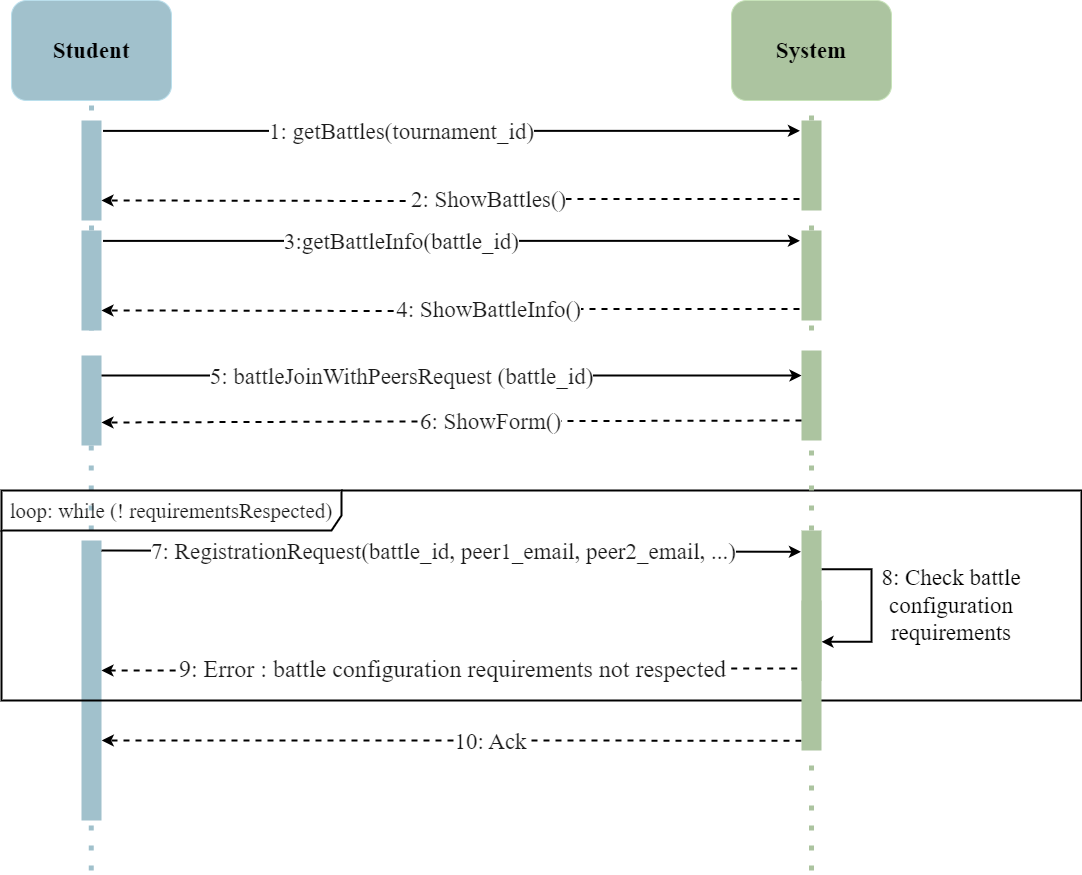 Student
System
1: getBattles(tournament_id)
2: ShowBattles()
3:getBattleInfo(battle_id)
4: ShowBattleInfo()
5: battleJoinWithPeersRequest (battle_id)
6: ShowForm()
loop: while (! requirementsRespected)
7: RegistrationRequest(battle_id, peer1_email, peer2_email, ...)
8: Check battle
configuration
requirements
9: Error : battle configuration requirements not respected
10: Ack